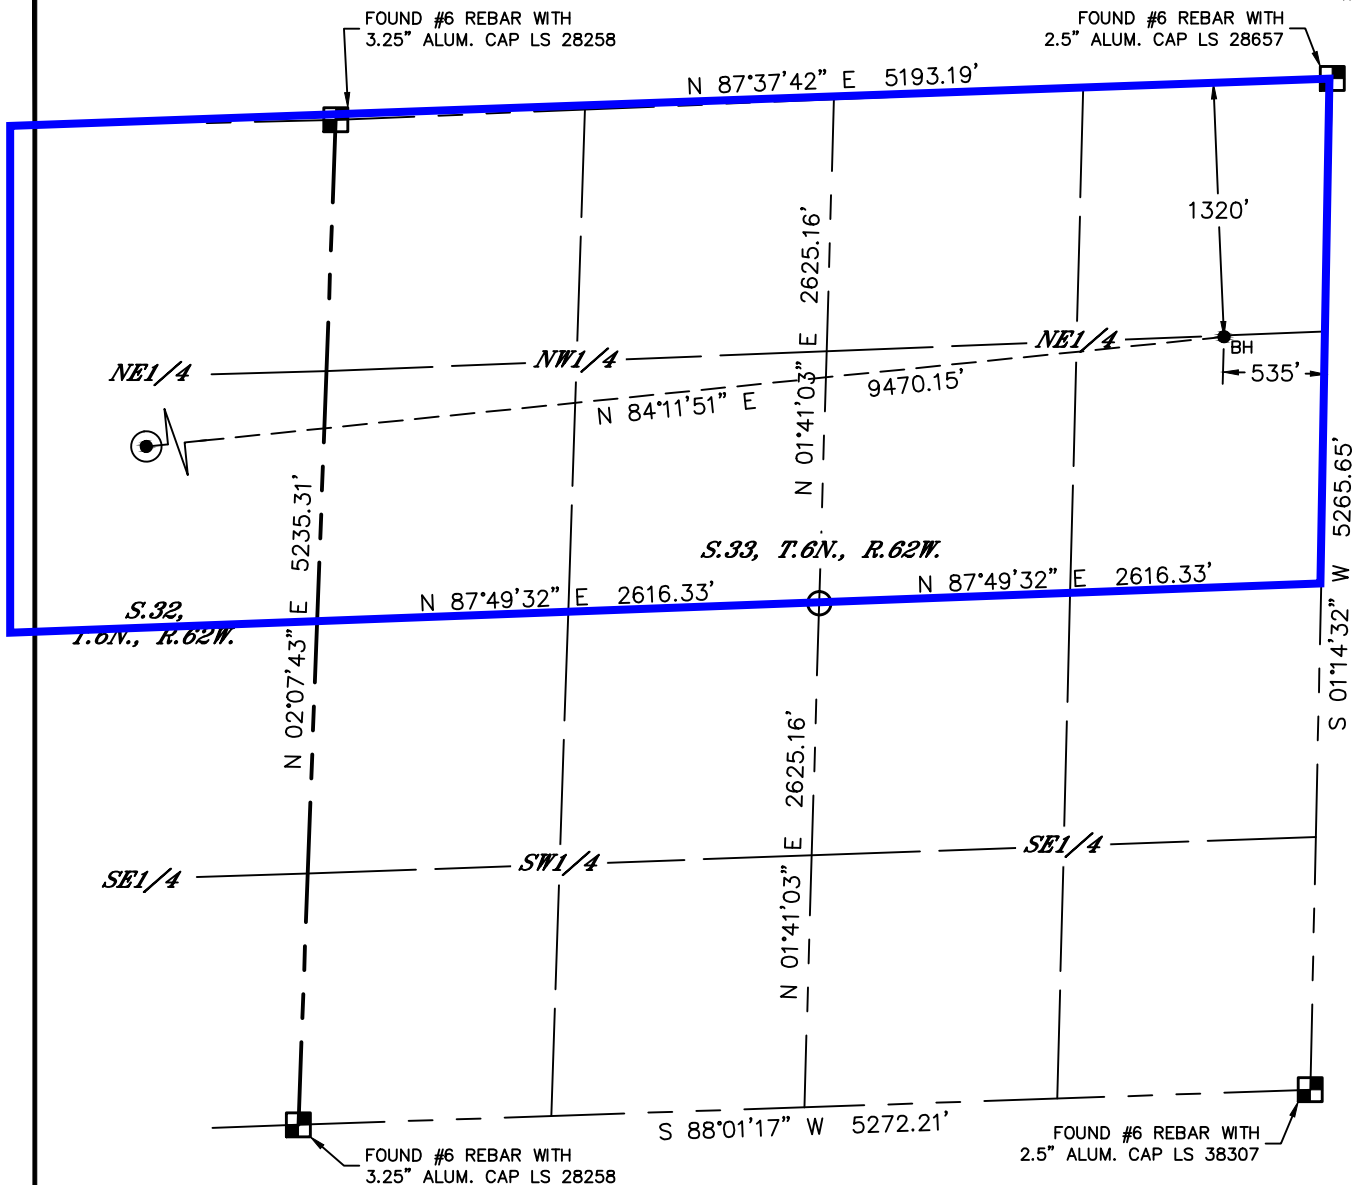 FOUND #6 REBAR WITH
3.25" ALUM. CAP LS 28258
FOUND #6 REBAR WITH
2.5" ALUM. CAP LS 28657
N 87°37'42" E 5193.19'
1320'
N 01°41'03" E 2625.16'
NE1/4
NW1/4
NE1/4
BH
535'
N 84°11'51" E 9470.15'
N 02°07'43" E 5235.31'
S 01°14'32" W 5265.65'
S.33, T.6N., R.62W.
N 87°49'32" E 2616.33'
N 87°49'32" E 2616.33'
S.32,
T.6N., R.62W.
N 01°41'03" E 2625.16'
SE1/4
SW1/4
SE1/4
S 88°01'17" W 5272.21'
FOUND #6 REBAR WITH
3.25" ALUM. CAP LS 28258
FOUND #6 REBAR WITH
2.5" ALUM. CAP LS 38307